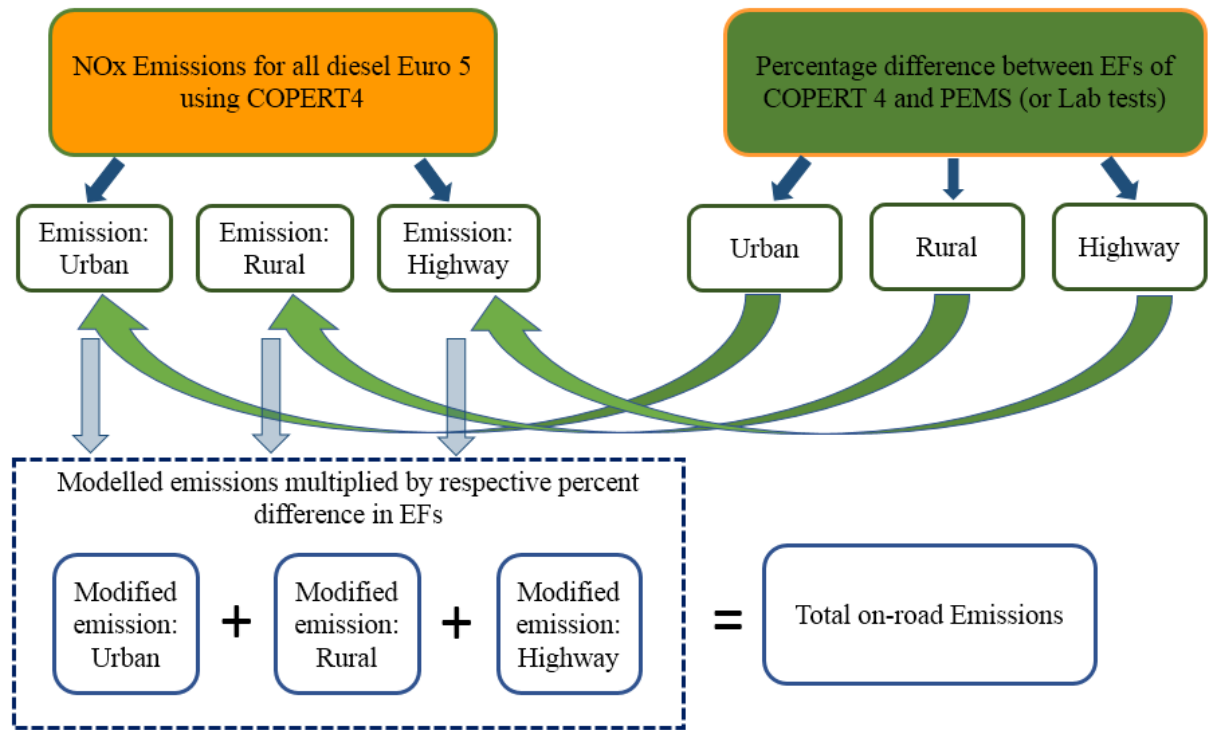 NOx Emissions for all diesel Euro 5
using COPERT4
Percentage difference between EFs of
COPERT 4 and PEMS (or Lab tests)
Emission:
Urban
Emission:
Rural
Emission:
Highway
Urban
Rural
Highway
Modelled emissions multiplied by respective percent
difference in EFs
Modified
emission:
Urban
+
Modified
emission:
Rural
+
Modified
emission:
Highway
=
Total on-road Emissions